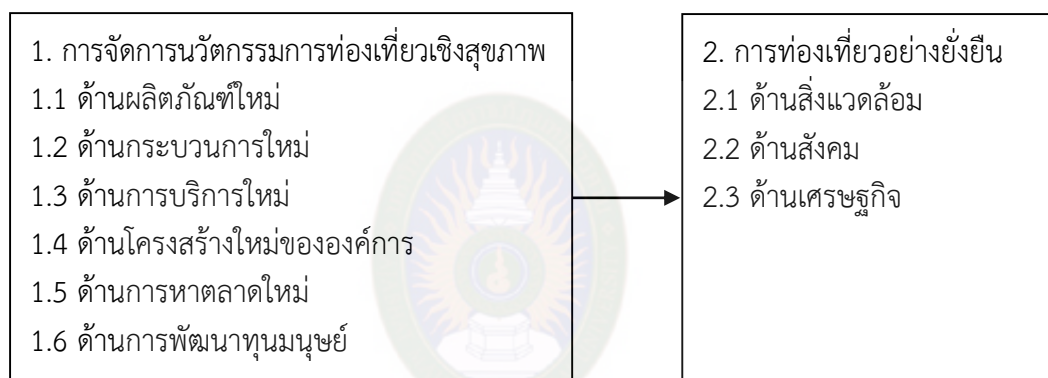 1. การจัดการนวัตกรรมการท่องเที่ยวเชิงสุขภาพ
1.1 ด้านผลิตภัณฑ์ใหม่
1.2 ด้านกระบวนการใหม่
1.3 ด้านการบริการใหม่
1.4 ด้านโครงสร้างใหม่ขององค์การ
1.5 ด้านการหาตลาดใหม่
1.6 ด้านการพัฒนาทุนมนุษย์
2. การท่องเที่ยวอย่างยั่งยืน
2.1 ด้านสิ่งแวดล้อม
2.2 ด้านสังคม
2.3 ด้านเศรษฐกิจ